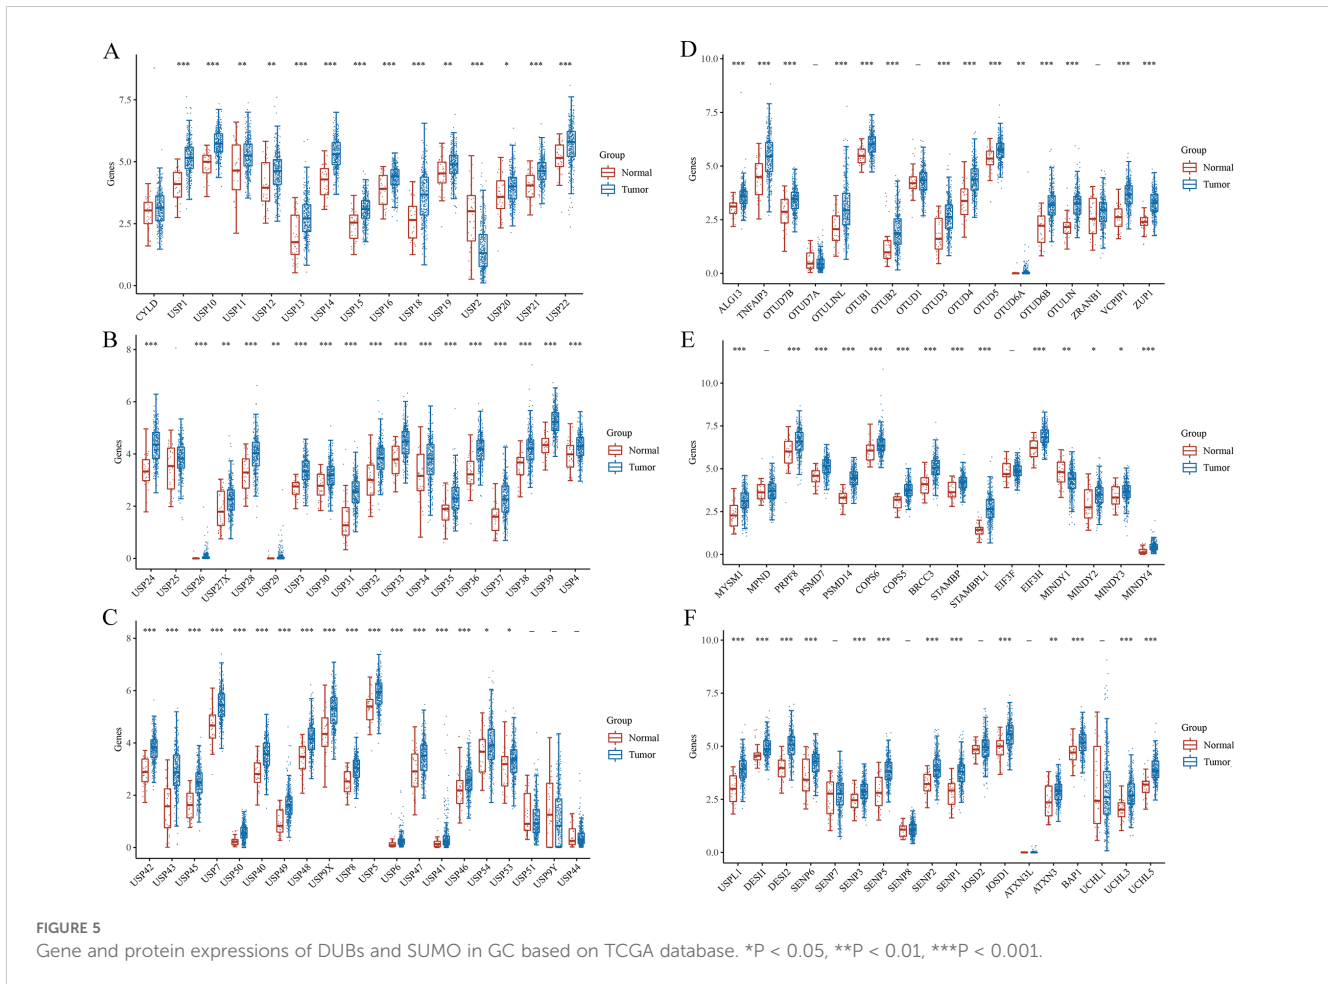 A
*** *** ** ** *** *** *** *** *** ** *** * *** ***
7.5
5.0
2.5
0.0
Genes
CYLD USP1 USP10 USP11 USP12 USP13 USP14 USP15 USP16 USP18 USP19 USP2 USP20 USP21 USP22
Group
Normal
Tumor
B
*** *** ** *** ** *** *** *** *** *** *** *** *** *** *** *** ***
8
6
4
2
0
Genes
USP24 USP25 USP26 USP27X USP28 USP29 USP3 USP30 USP31 USP32 USP33 USP34 USP35 USP36 USP37 USP38 USP39 USP4
Group
Normal
Tumor
C
*** *** *** *** *** *** *** *** *** *** *** *** *** *** ***  * * – – –
8
6
4
2
0
Genes
USP42 USP43 USP45 USP7 USP50 USP40 USP49 USP48 USP9X USP8 USP5 USP6 USP47 USP41 USP46 USP54 USP53 USP51 USP9Y USP44
Group
Normal
Tumor
D
*** *** *** – *** *** *** – *** *** *** ** *** *** – *** ***
10.0
7.5
5.0
2.5
0.0
Genes
ALG13 TNFAIP3 OTUD7B OTUD7A OTULINL OTUB1 OTUB2 OTUD1 OTUD3 OTUD4 OTUD5 OTUD6A OTUD6B OTULIN ZRANB1 VCPIP1 ZUP1
Group
Normal
Tumor
E
*** – *** *** *** *** *** *** *** *** – *** ** * * ***
10.0
7.5
5.0
2.5
0.0
Genes
MYSM1 MPND PRPF8 PSMD7 PSMD14 COPS6 COPS5 BRCC3 STAMBP STAMBPL1 EIF3F EIF3H MINDY1 MINDY2 MINDY3 MINDY4
Group
Normal
Tumor
F
*** *** *** *** – *** *** – *** *** – *** – ** *** – *** ***
10.0
7.5
5.0
2.5
0.0
Genes
USPL1 DESI1 DESI2 SENP6 SENP7 SENP3 SENP5 SENP8 SENP2 SENP1 JOSD2 JOSD1 ATXN3L ATXN3 BAP1 UCHL1 UCHL3 UCHL5
Group
Normal
Tumor
FIGURE 5
Gene and protein expressions of DUBs and SUMO in GC based on TCGA database. *P < 0.05, **P < 0.01, ***P < 0.001.